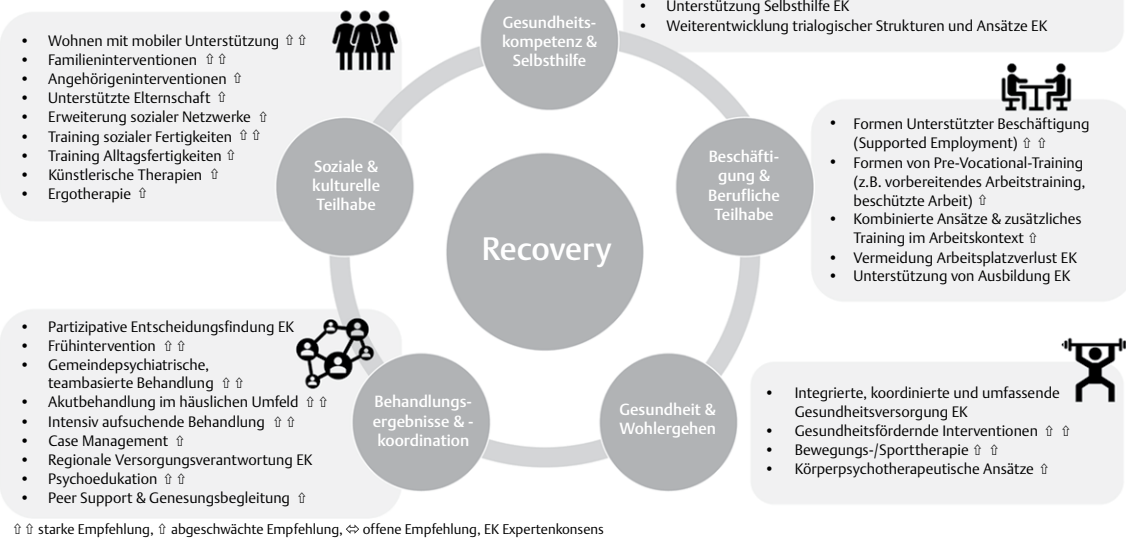 Unterstützung Selbsthilfe EK
• Weiterentwicklung trialogischer Strukturen und Ansätze EK
Gesundheits-
kompetenz &
Selbsthilfe
• Wohnen mit mobiler Unterstützung ⇧⇧
• Familieninterventionen ⇧⇧
• Angehörigeninterventionen ⇧
• Unterstützte Elternschaft ⇧
• Erweiterung sozialer Netzwerke ⇧
• Training sozialer Fertigkeiten ⇧⇧
• Training Alltagsfertigkeiten ⇧
• Künstlerische Therapien ⇧
• Ergotherapie ⇧
Soziale &
kulturelle
Teilhabe
Beschäfti-
gung &
Berufliche
Teilhabe
• Formen Unterstützter Beschäftigung
(Supported Employment) ⇧⇧
• Formen von Pre-Vocational-Training
(z.B. vorbereitendes Arbeitstraining,
beschützte Arbeit) ⇧
• Kombinierte Ansätze & zusätzliches
Training im Arbeitskontext ⇧
• Vermeidung Arbeitsplatzverlust EK
• Unterstützung von Ausbildung EK
Recovery
• Partizipative Entscheidungsfindung EK
• Frühintervention ⇧⇧
• Gemeindepsychiatrische,
teambasierte Behandlung ⇧⇧
• Akutbehandlung im häuslichen Umfeld ⇧⇧
• Intensiv aufsuchende Behandlung ⇧⇧
• Case Management ⇧
• Regionale Versorgungsverantwortung EK
• Psychoedukation ⇧⇧
• Peer Support & Genesungsbegleitung ⇧
Behandlungs-
ergebnisse & -
koordination
Gesundheit &
Wohlergehen
• Integrierte, koordinierte und umfassende
Gesundheitsversorgung EK
• Gesundheitsfördernde Interventionen ⇧⇧
• Bewegungs-/Sporttherapie ⇧⇧
• Körperpsychotherapeutische Ansätze ⇧
⇧⇧ starke Empfehlung, ⇧ abgeschwächte Empfehlung, ⇔ offene Empfehlung, EK Expertenkonsens